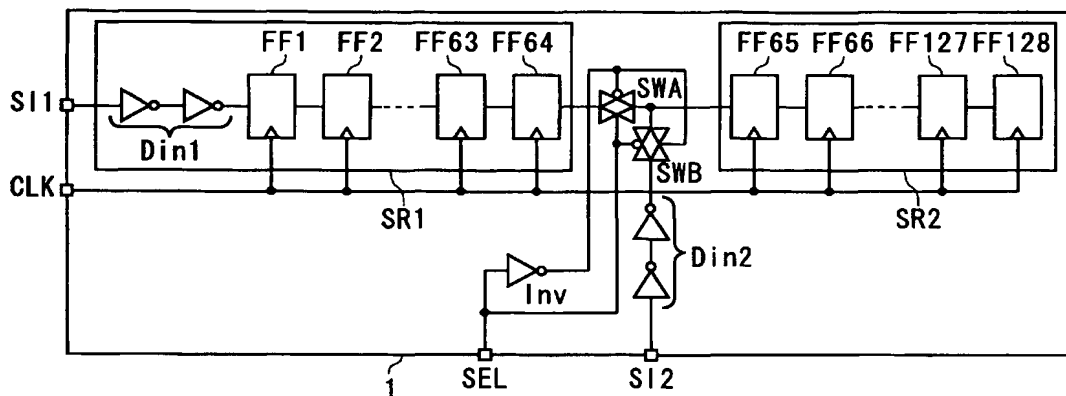 FF1 FF2 FF63 FF64 FF65 FF66 FF127 FF128
SI1
SWA
Din1
SWB
CLK
SR1
SR2
Din2
Inv
1
SEL
SI2